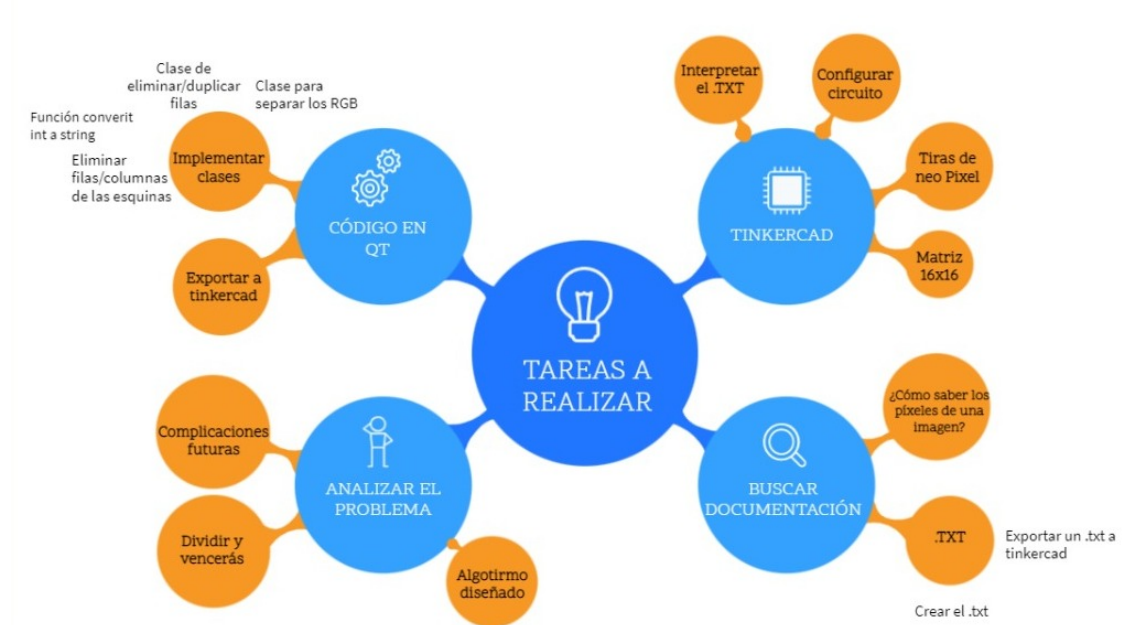 Clase de
eliminar/duplicar
filas
Clase para
separar los RGB
Función converit
int a string
Eliminar
filas/columnas
de las esquinas
Implementar
clases
CÓDIGO EN
QT
Exportar a
tinkercad
Interpretar
el .TXT
Configurar
circuito
Tiras de
neo Pixel
TINKERCAD
Matriz
16x16
TAREAS A
REALIZAR
Complicaciones
futuras
ANALIZAR EL
PROBLEMA
Dividir y
vencerás
Algotirmo
diseñado
¿Cómo saber los
píxeles de una
imagen?
BUSCAR
DOCUMENTACIÓN
.TXT
Exportar un .txt a
tinkercad
Crear el .txt